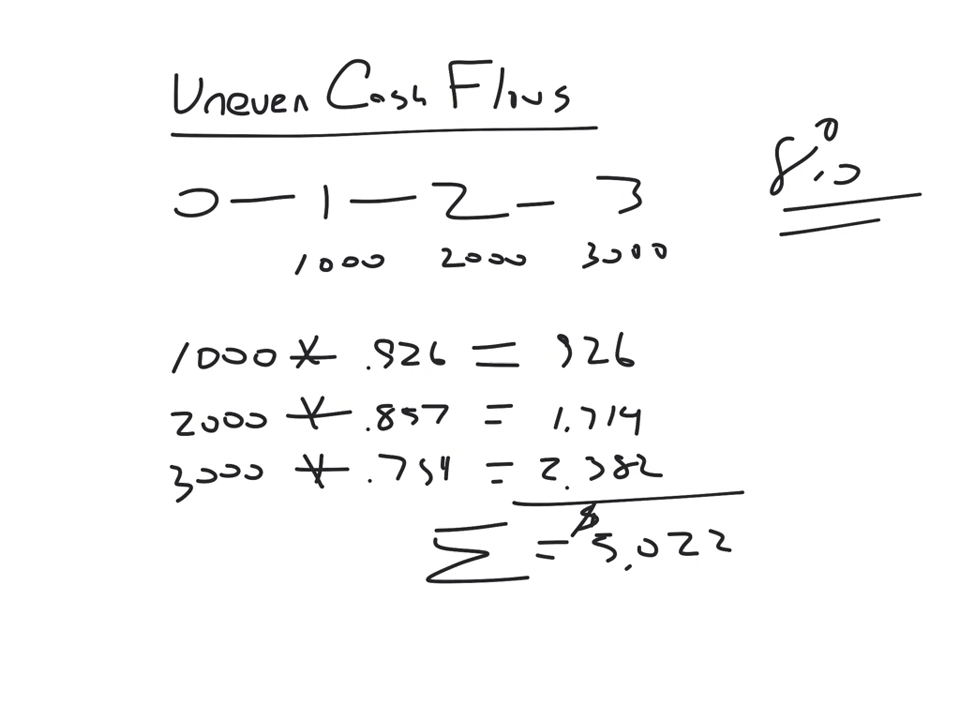 Uneven Cash Flows
0 — 1 — 2 — 3
8%
1000 2000 3000
1000 * .926 = 926
2000 * .857 = 1,714
3000 * .794 = 2,382
Σ = $5,022